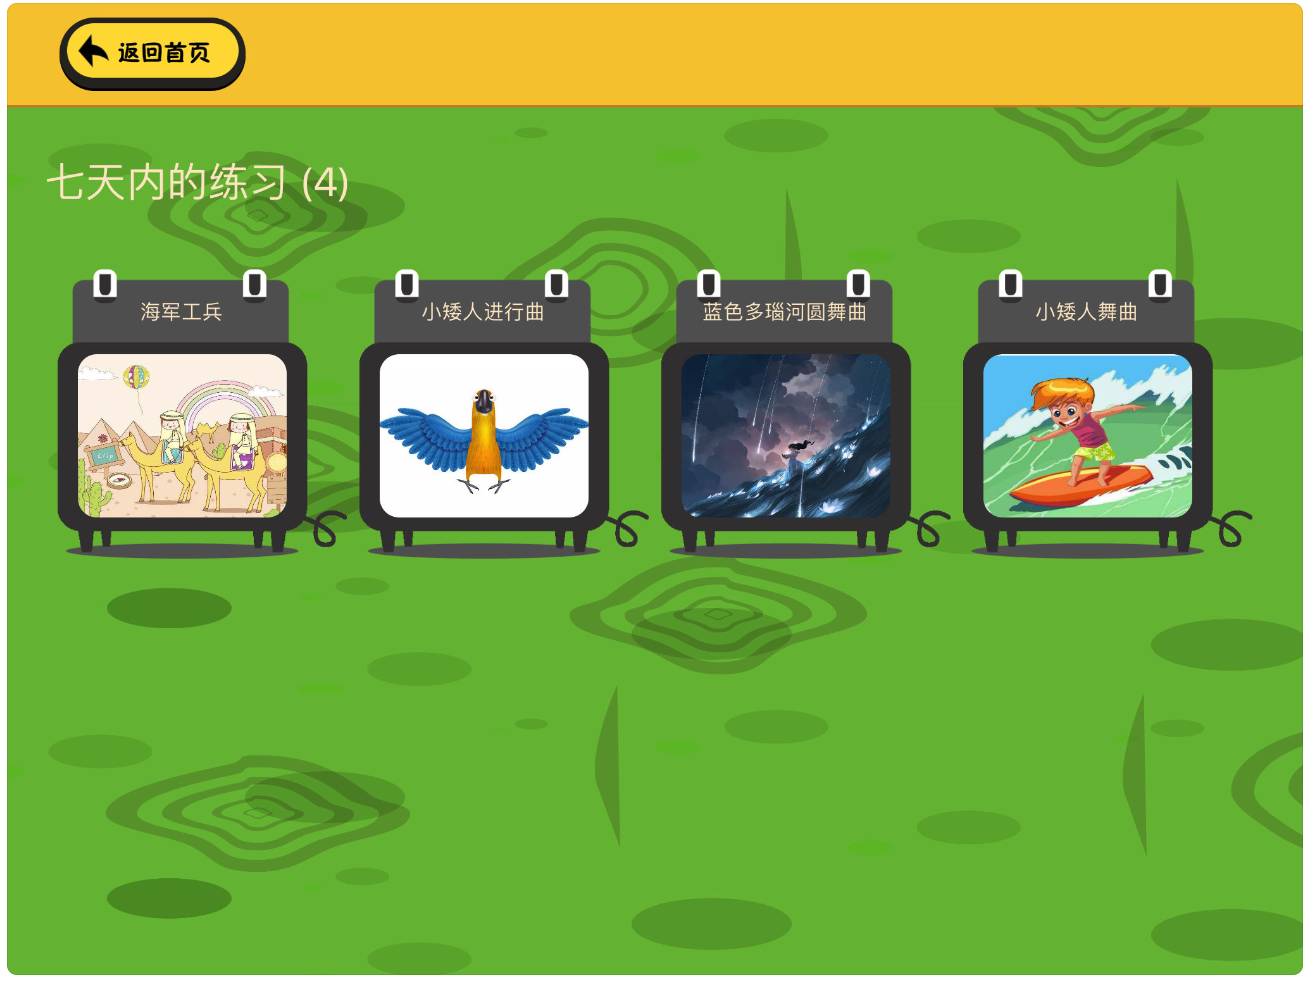 返回首页
七天内的练习 (4)
海军工兵
小矮人进行曲
蓝色多瑙河圆舞曲
小矮人舞曲